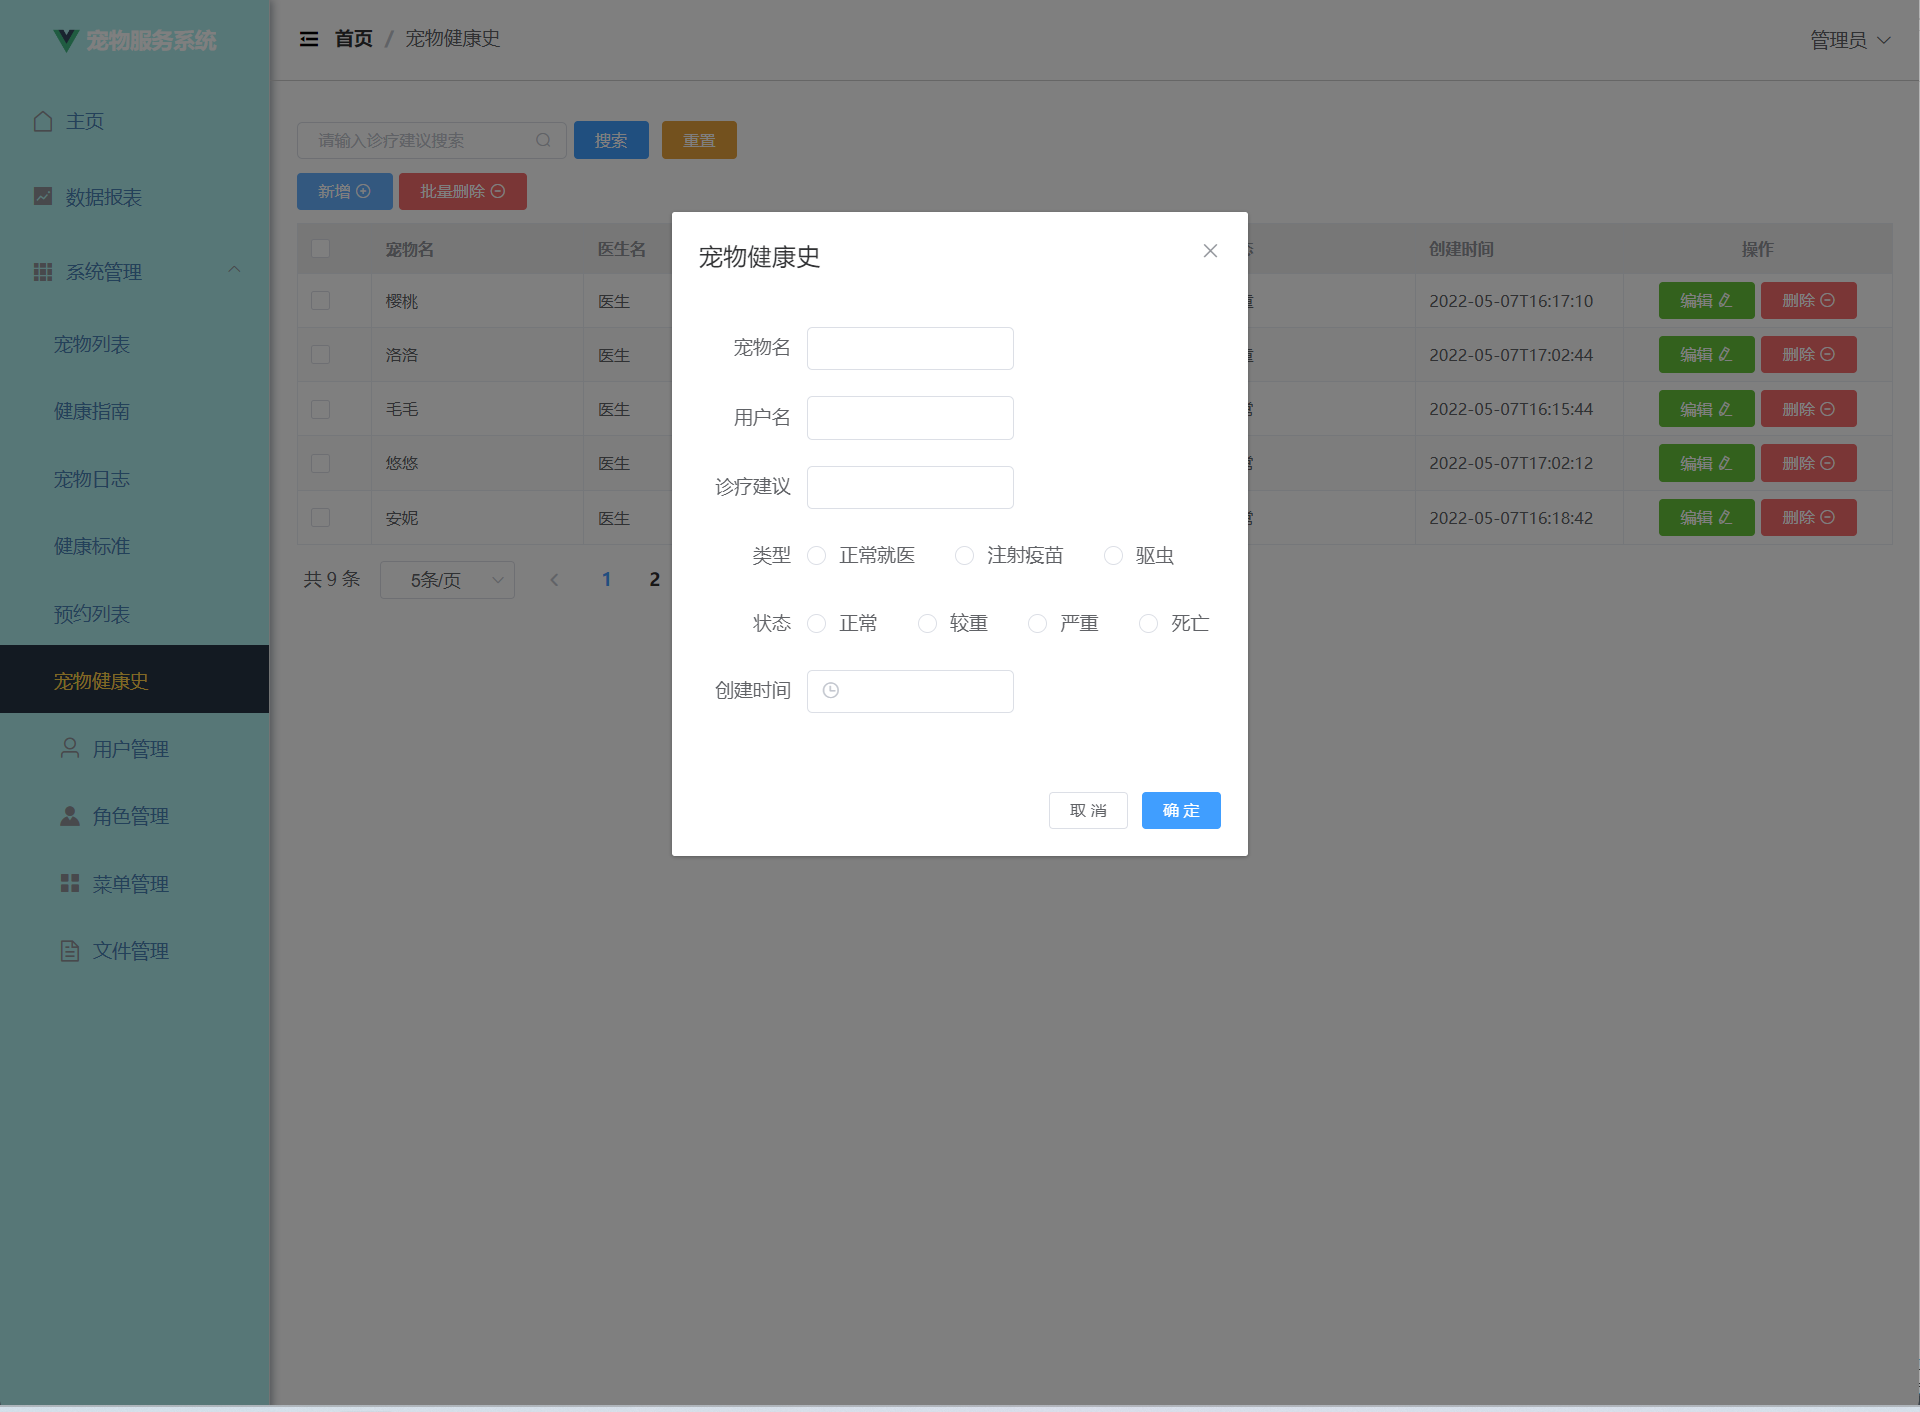 宠物服务系统
主页
数据报表
系统管理
宠物列表
健康指南
宠物日志
健康标准
预约列表
宠物健康史
用户管理
角色管理
菜单管理
文件管理
首页 / 宠物健康史
管理员
请输入诊疗建议搜索 搜索 重置
新增 批量删除
宠物名 医生名 创建时间 操作
樱桃 医生 2022-05-07T16:17:10 编辑 删除
洛洛 医生 2022-05-07T17:02:44 编辑 删除
毛毛 医生 2022-05-07T16:15:44 编辑 删除
悠悠 医生 2022-05-07T17:02:12 编辑 删除
安妮 医生 2022-05-07T16:18:42 编辑 删除
共 9 条 5条/页 1 2
宠物健康史
宠物名
用户名
诊疗建议
类型 正常就医 注射疫苗 驱虫
状态 正常 较重 严重 死亡
创建时间
取 消 确 定